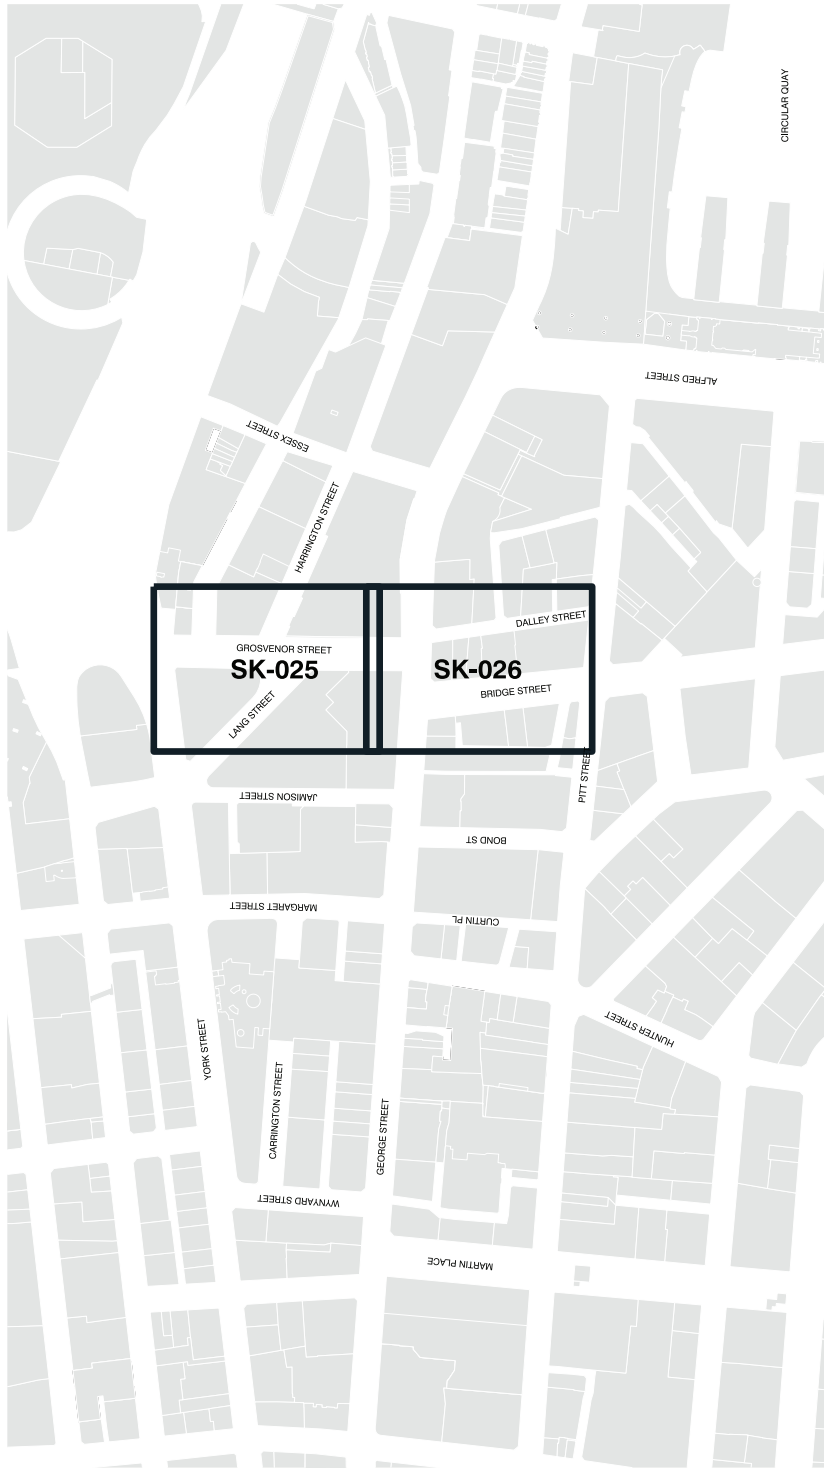 CIRCULAR QUAY
ALFRED STREET
ESSEX STREET
HARRINGTON STREET
DALLEY STREET
GROSVENOR STREET
SK-025
SK-026
BRIDGE STREET
LANG STREET
PITT STREET
JAMISON STREET
BOND ST
MARGARET STREET
CURTIN PL
HUNTER STREET
YORK STREET
CARRINGTON STREET
GEORGE STREET
WYNYARD STREET
MARTIN PLACE